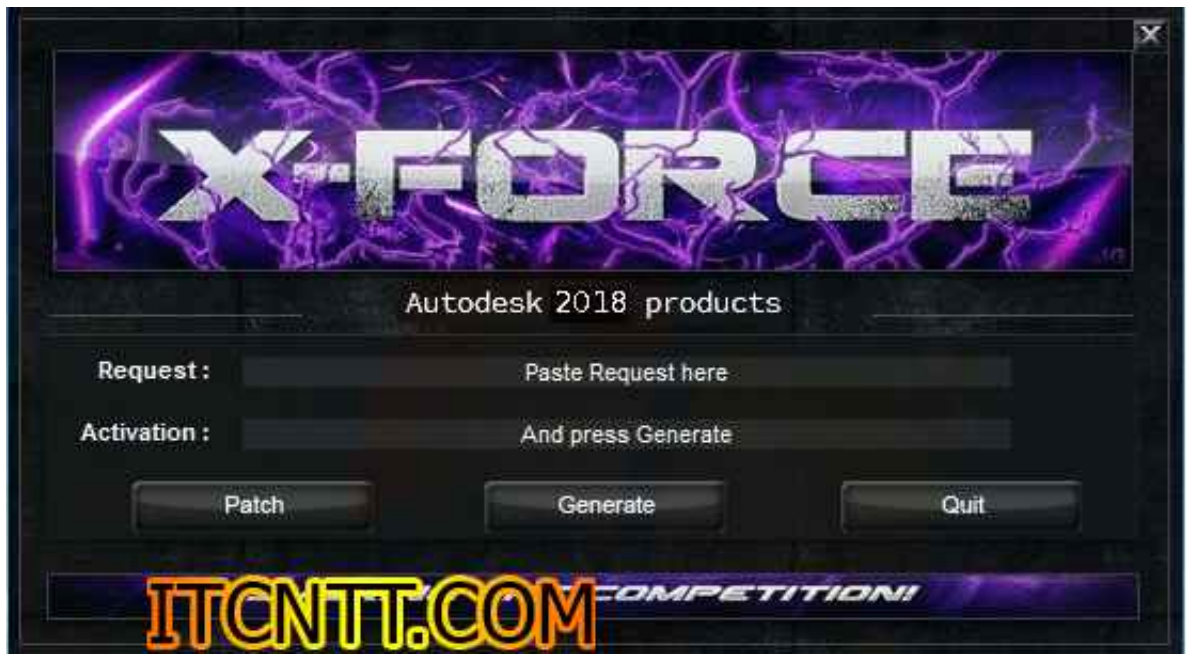 X
X-FORCE
Autodesk 2018 products
Request :
Paste Request here
Activation :
And press Generate
Patch
Generate
Quit
COMPETITION!
ITCNTT.COM